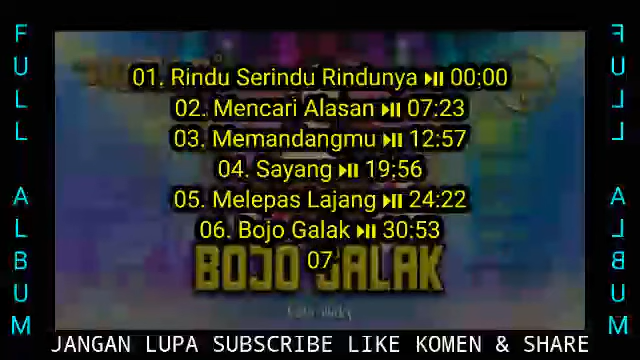 FULL ALBUM
01. Rindu Serindu Rindunya ⏯ 00:00
02. Mencari Alasan ⏯ 07:23
03. Memandangmu ⏯ 12:57
04. Sayang ⏯ 19:56
05. Melepas Lajang ⏯ 24:22
06. Bojo Galak ⏯ 30:53
07.
BOJO GALAK
FULL ALBUM
JANGAN LUPA SUBSCRIBE LIKE KOMEN & SHARE